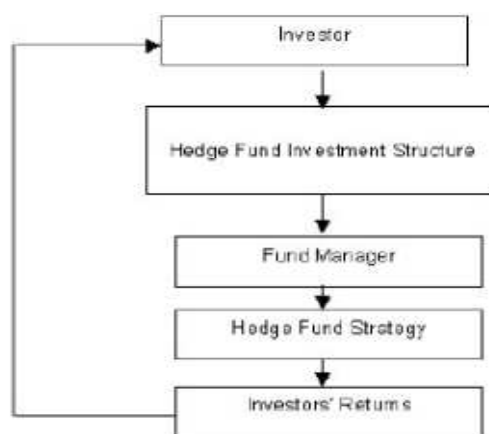 Investor
Hedge Fund Investment Structure
Fund Manager
Hedge Fund Strategy
Investors' Returns